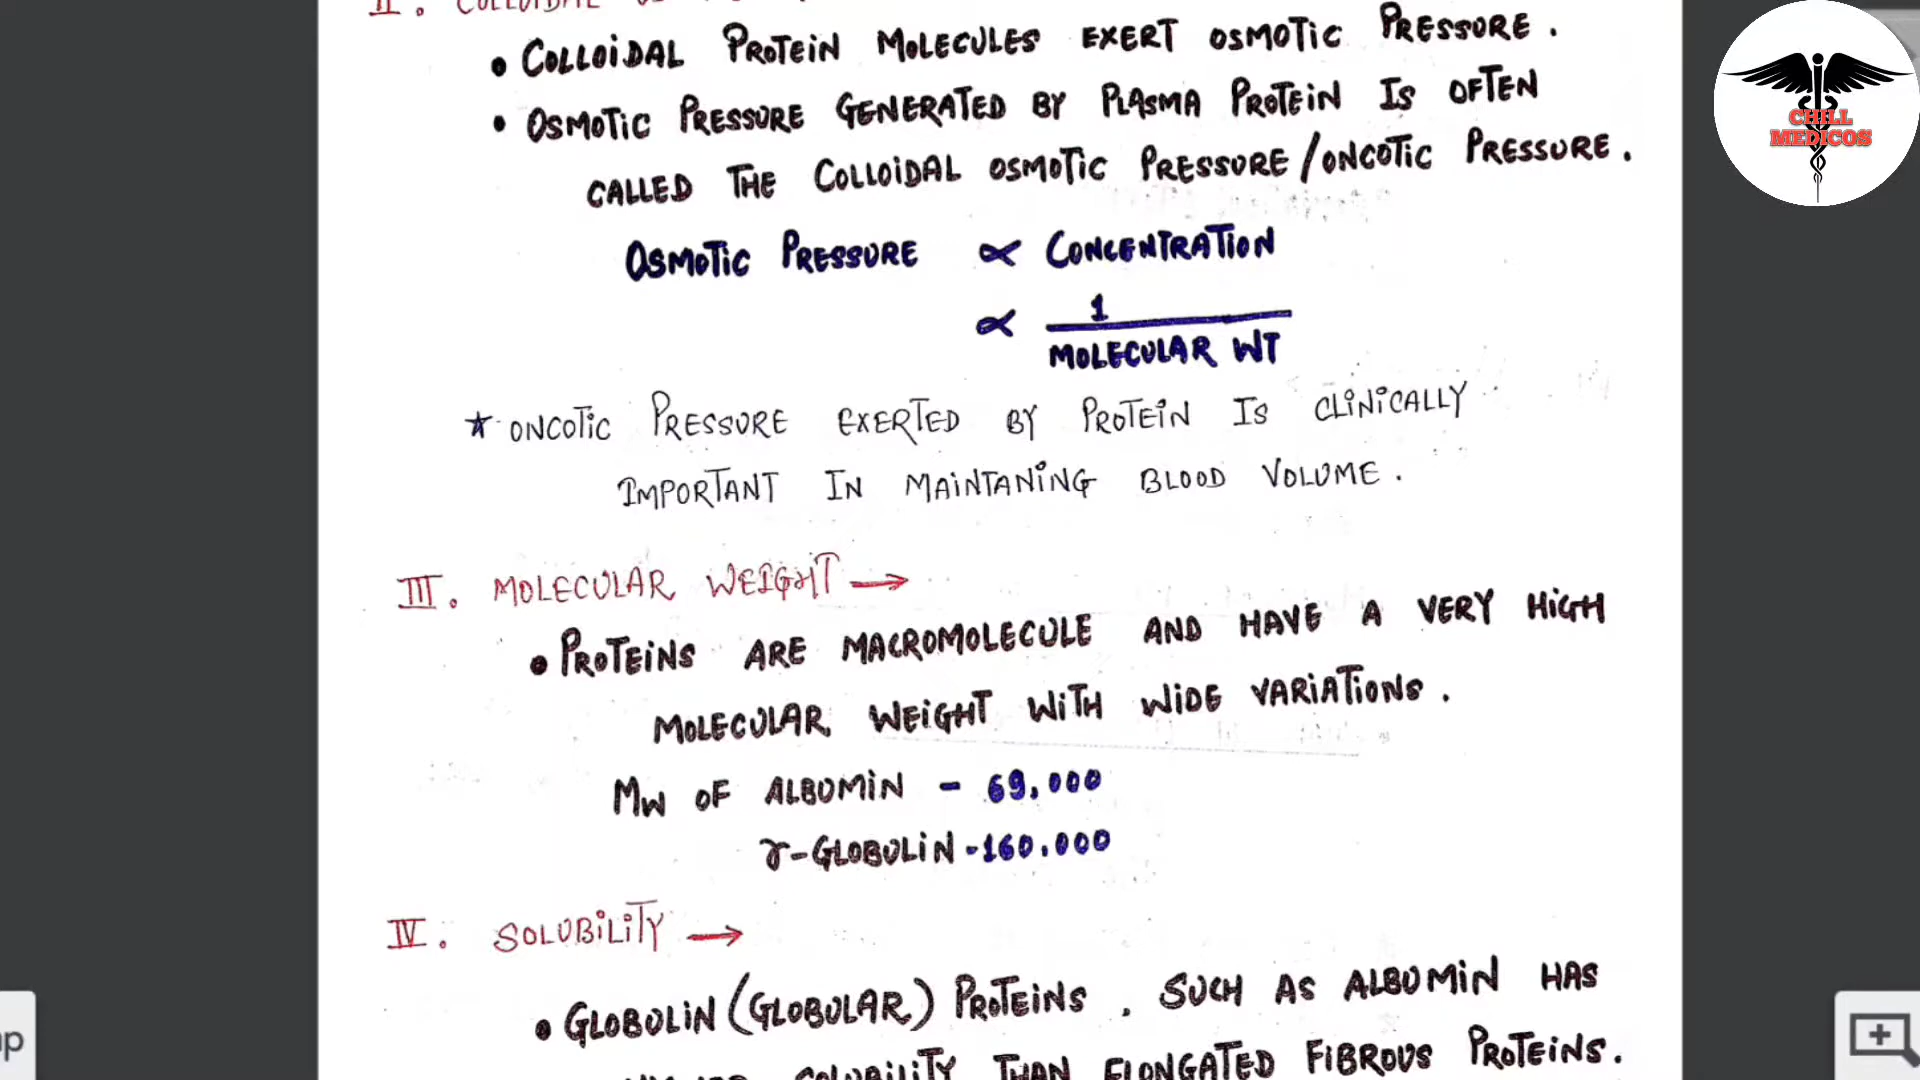 II. COLLOIDAL
• COLLOIDAL PROTEIN MOLECULES EXERT OSMOTIC PRESSURE.
• OSMOTIC PRESSURE GENERATED BY PLASMA PROTEIN IS OFTEN
CALLED THE COLLOIDAL OSMOTIC PRESSURE/ONCOTIC PRESSURE.
OSMOTIC PRESSURE ∝ CONCENTRATION
∝ 1
MOLECULAR WT
★ ONCOTIC PRESSURE EXERTED BY PROTEIN IS CLINICALLY
IMPORTANT IN MAINTANING BLOOD VOLUME.
III. MOLECULAR WEIGHT →
• PROTEINS ARE MACROMOLECULE AND HAVE A VERY HIGH
MOLECULAR WEIGHT WITH WIDE VARIATIONS.
MW OF ALBUMIN - 69,000
γ-GLOBULIN - 160.000
IV. SOLUBILITY →
• GLOBULIN (GLOBULAR) PROTEINS, SUCH AS ALBUMIN HAS
SOLUBILITY THAN ELONGATED FIBROUS PROTEINS.
CHILL
MEDICOS